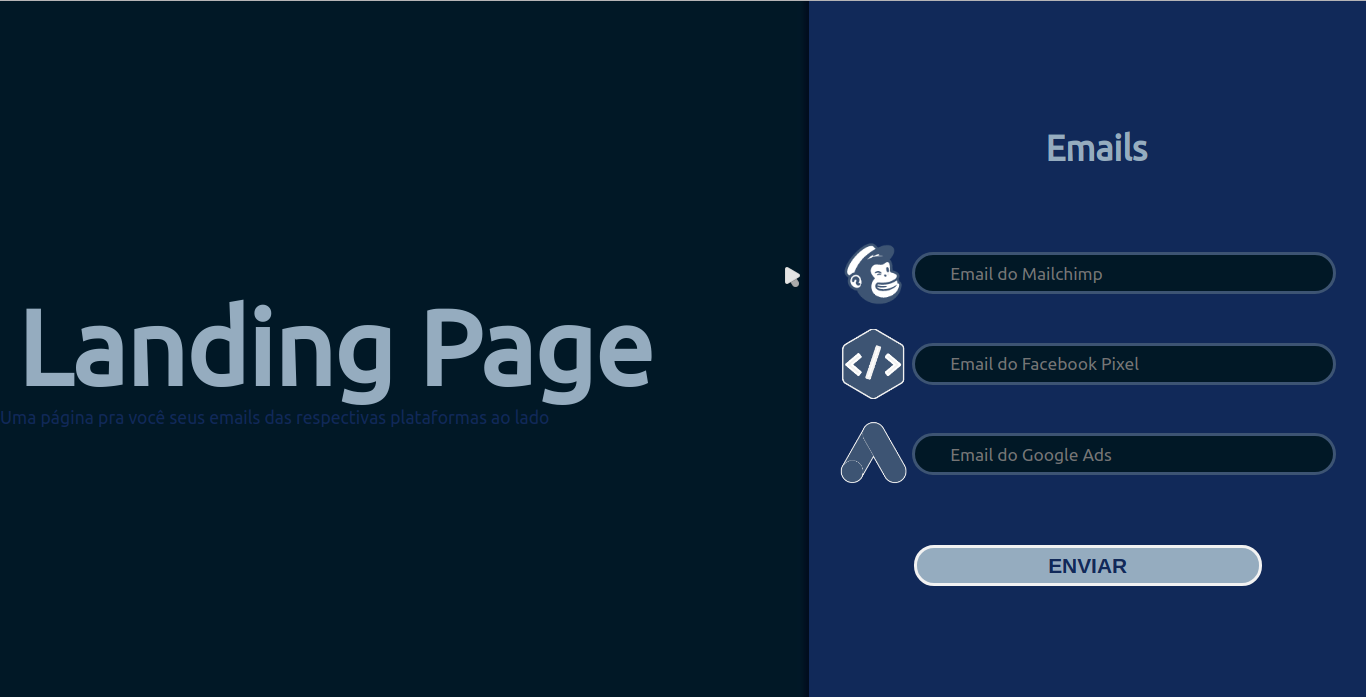 Landing Page
Uma página pra você seus emails das respectivas plataformas ao lado
Emails
Email do Mailchimp
Email do Facebook Pixel
Email do Google Ads
ENVIAR